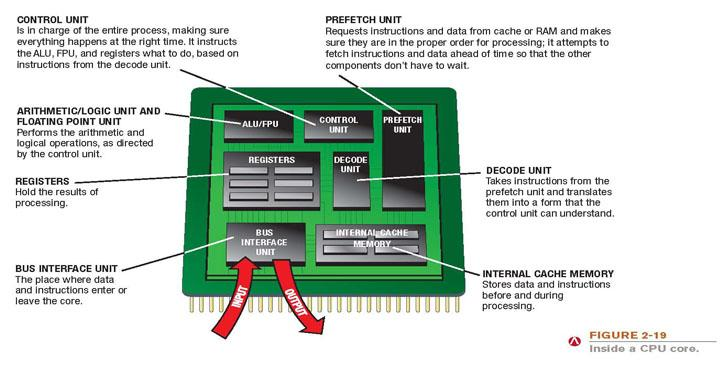 CONTROL UNIT
Is in charge of the entire process, making sure
everything happens at the right time. It instructs
the ALU, FPU, and registers what to do, based on
instructions from the decode unit.
PREFETCH UNIT
Requests instructions and data from cache or RAM and makes
sure they are in the proper order for processing; it attempts to
fetch instructions and data ahead of time so that the other
components don't have to wait.
ARITHMETIC/LOGIC UNIT AND
FLOATING POINT UNIT
Performs the arithmetic and
logical operations, as directed
by the control unit.
REGISTERS
Hold the results of
processing.
BUS INTERFACE UNIT
The place where data
and instructions enter or
leave the core.
ALU/FPU
CONTROL
UNIT
PREFETCH
UNIT
REGISTERS
DECODE
UNIT
BUS
INTERFACE
UNIT
INTERNAL CACHE
MEMORY
INPUT
OUTPUT
DECODE UNIT
Takes instructions from the
prefetch unit and translates
them into a form that the
control unit can understand.
INTERNAL CACHE MEMORY
Stores data and instructions
before and during
processing.
FIGURE 2-19
Inside a CPU core.